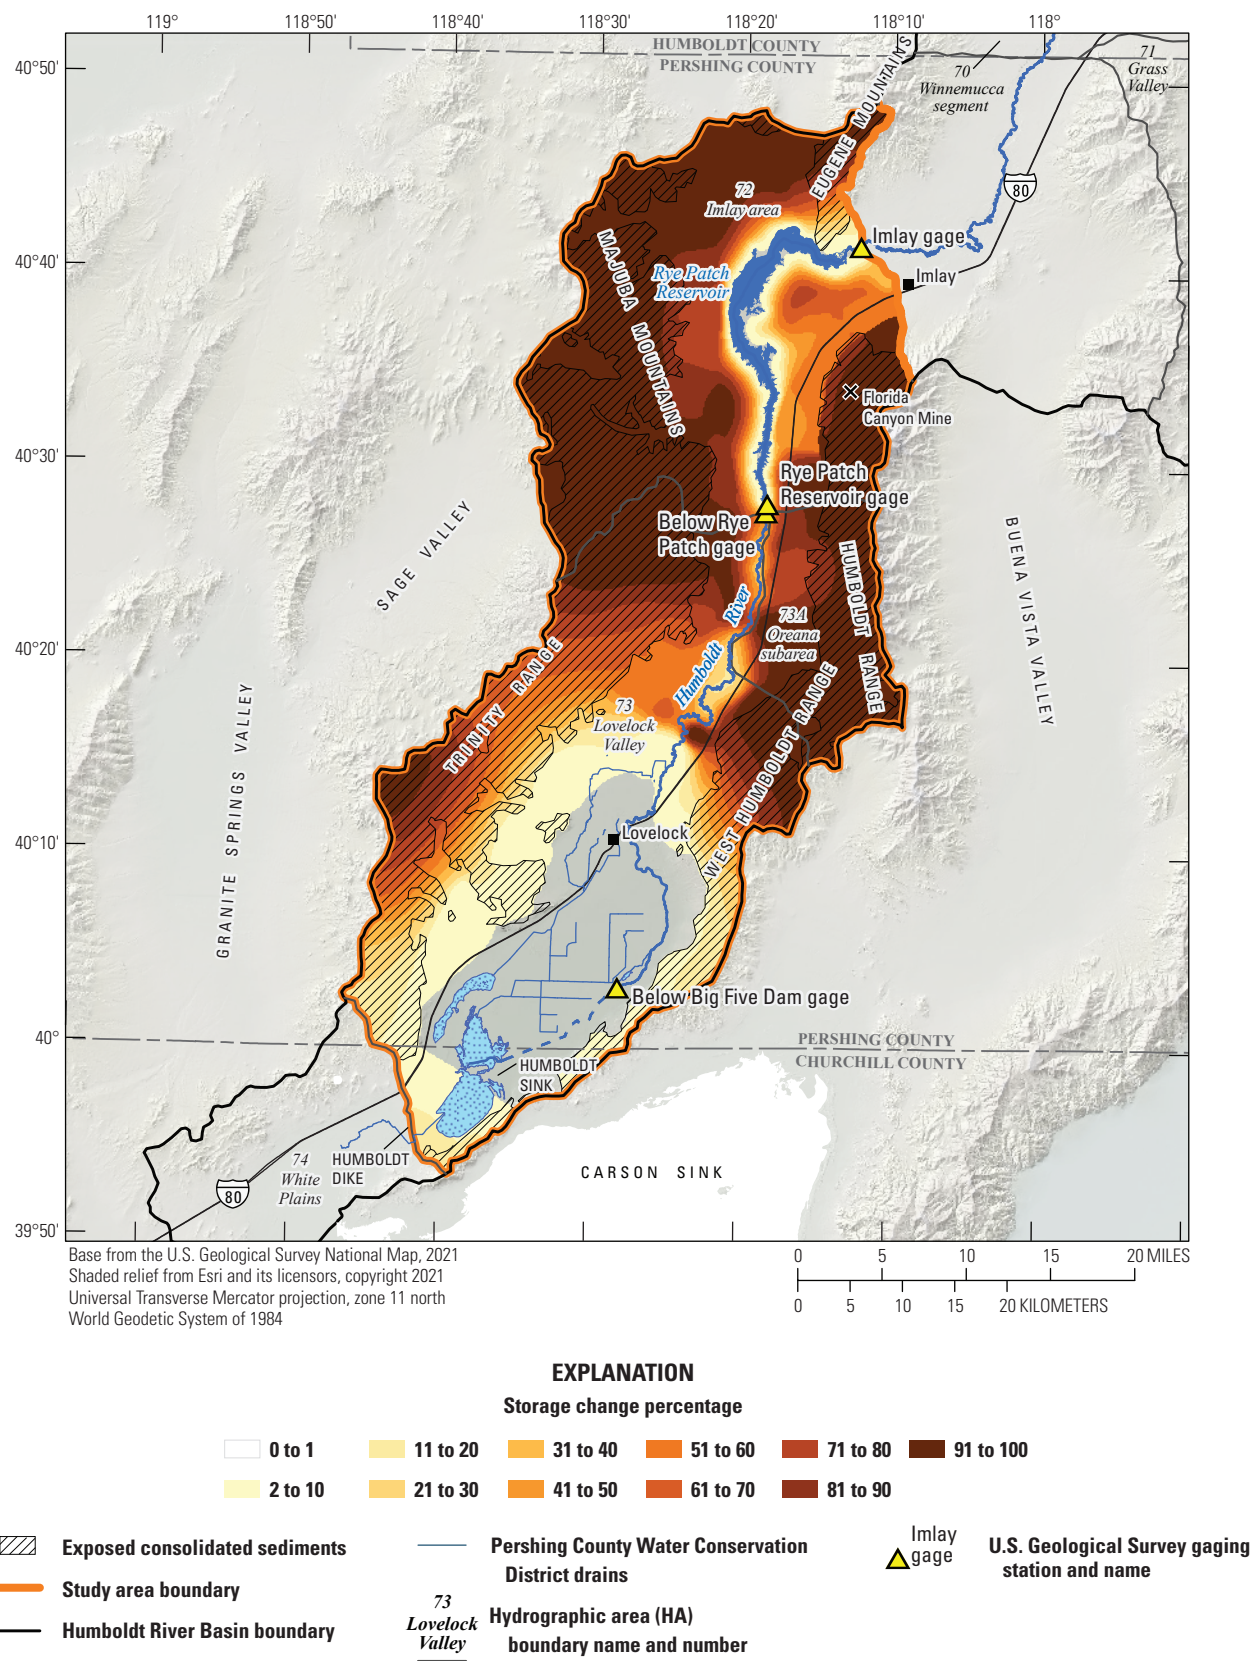 119°
118°50'
118°40'
118°30'
118°20'
118°10'
118°
40°50'
40°40'
40°30'
40°20'
40°10'
40°
39°50'
HUMBOLDT COUNTY
PERSHING COUNTY
70
Winnemucca
segment
71
Grass
Valley
EUGENE MOUNTAINS
80
72
Imlay area
Imlay gage
Imlay
Rye Patch
Reservoir
MAJUBA MOUNTAINS
Florida
Canyon Mine
Rye Patch
Reservoir gage
Below Rye
Patch gage
SAGE VALLEY
BUENA VISTA VALLEY
HUMBOLDT RANGE
Humboldt River
73A
Oreana
subarea
TRINITY RANGE
73
Lovelock
Valley
WEST HUMBOLDT RANGE
GRANITE SPRINGS VALLEY
Lovelock
Below Big Five Dam gage
PERSHING COUNTY
CHURCHILL COUNTY
HUMBOLDT
SINK
HUMBOLDT
DIKE
74
White
Plains
80
CARSON SINK
Base from the U.S. Geological Survey National Map, 2021
Shaded relief from Esri and its licensors, copyright 2021
Universal Transverse Mercator projection, zone 11 north
World Geodetic System of 1984
0 5 10 15 20 MILES
0 5 10 15 20 KILOMETERS
EXPLANATION
Storage change percentage
0 to 1
11 to 20
31 to 40
51 to 60
71 to 80
91 to 100
2 to 10
21 to 30
41 to 50
61 to 70
81 to 90
Exposed consolidated sediments
Study area boundary
Humboldt River Basin boundary
Pershing County Water Conservation
District drains
73
Lovelock
Valley
Hydrographic area (HA)
boundary name and number
Imlay
gage
U.S. Geological Survey gaging
station and name